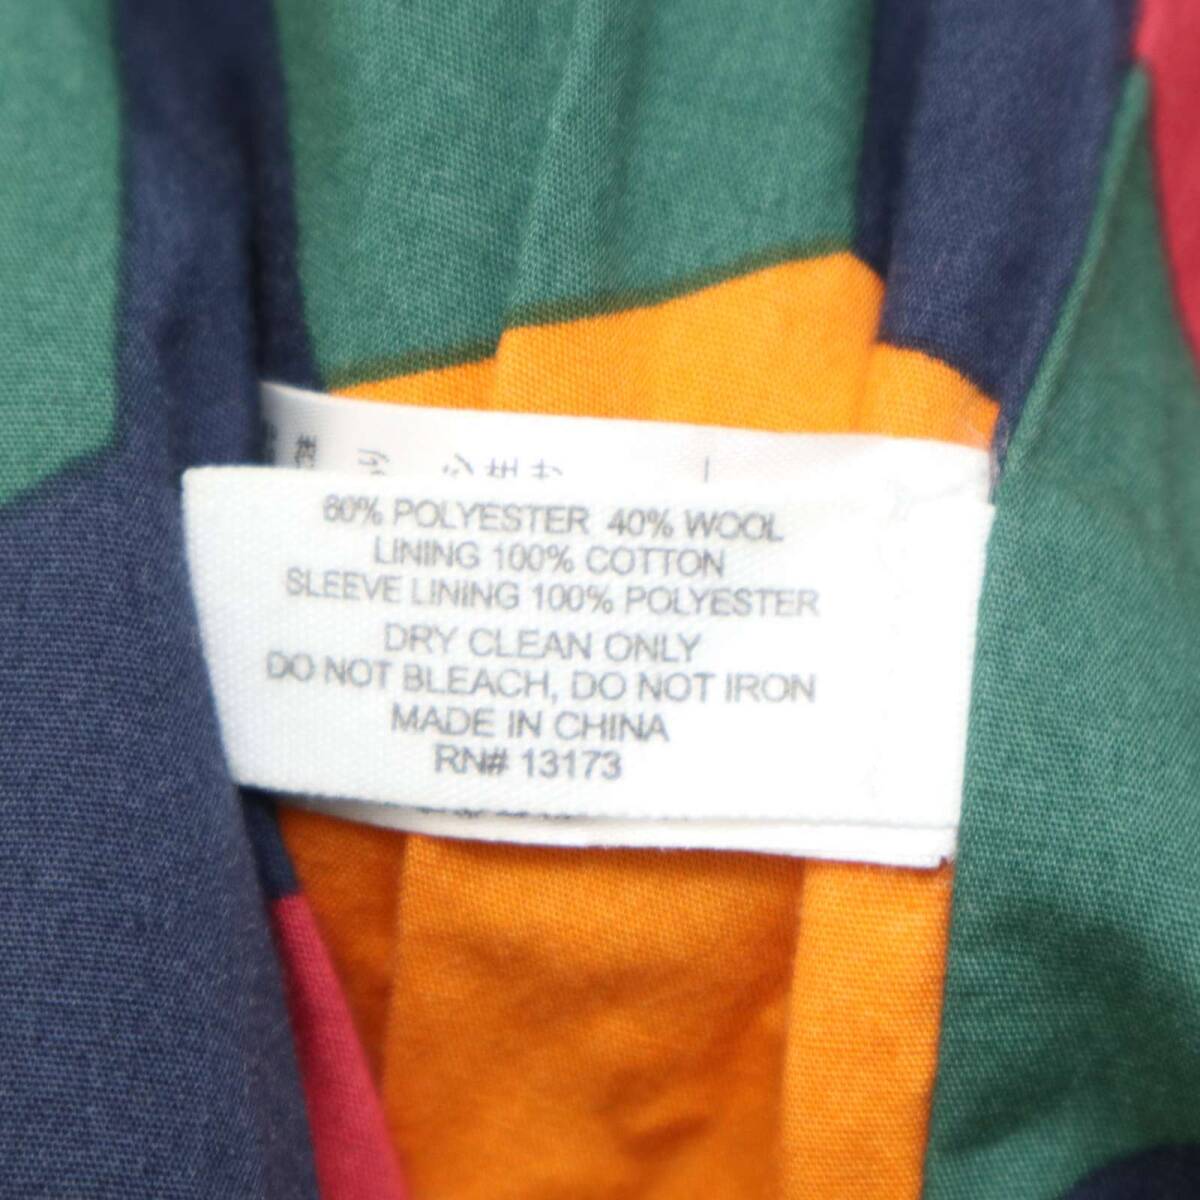 60% POLYESTER 40% WOOL
LINING 100% COTTON
SLEEVE LINING 100% POLYESTER
DRY CLEAN ONLY
DO NOT BLEACH, DO NOT IRON
MADE IN CHINA
RN# 13173